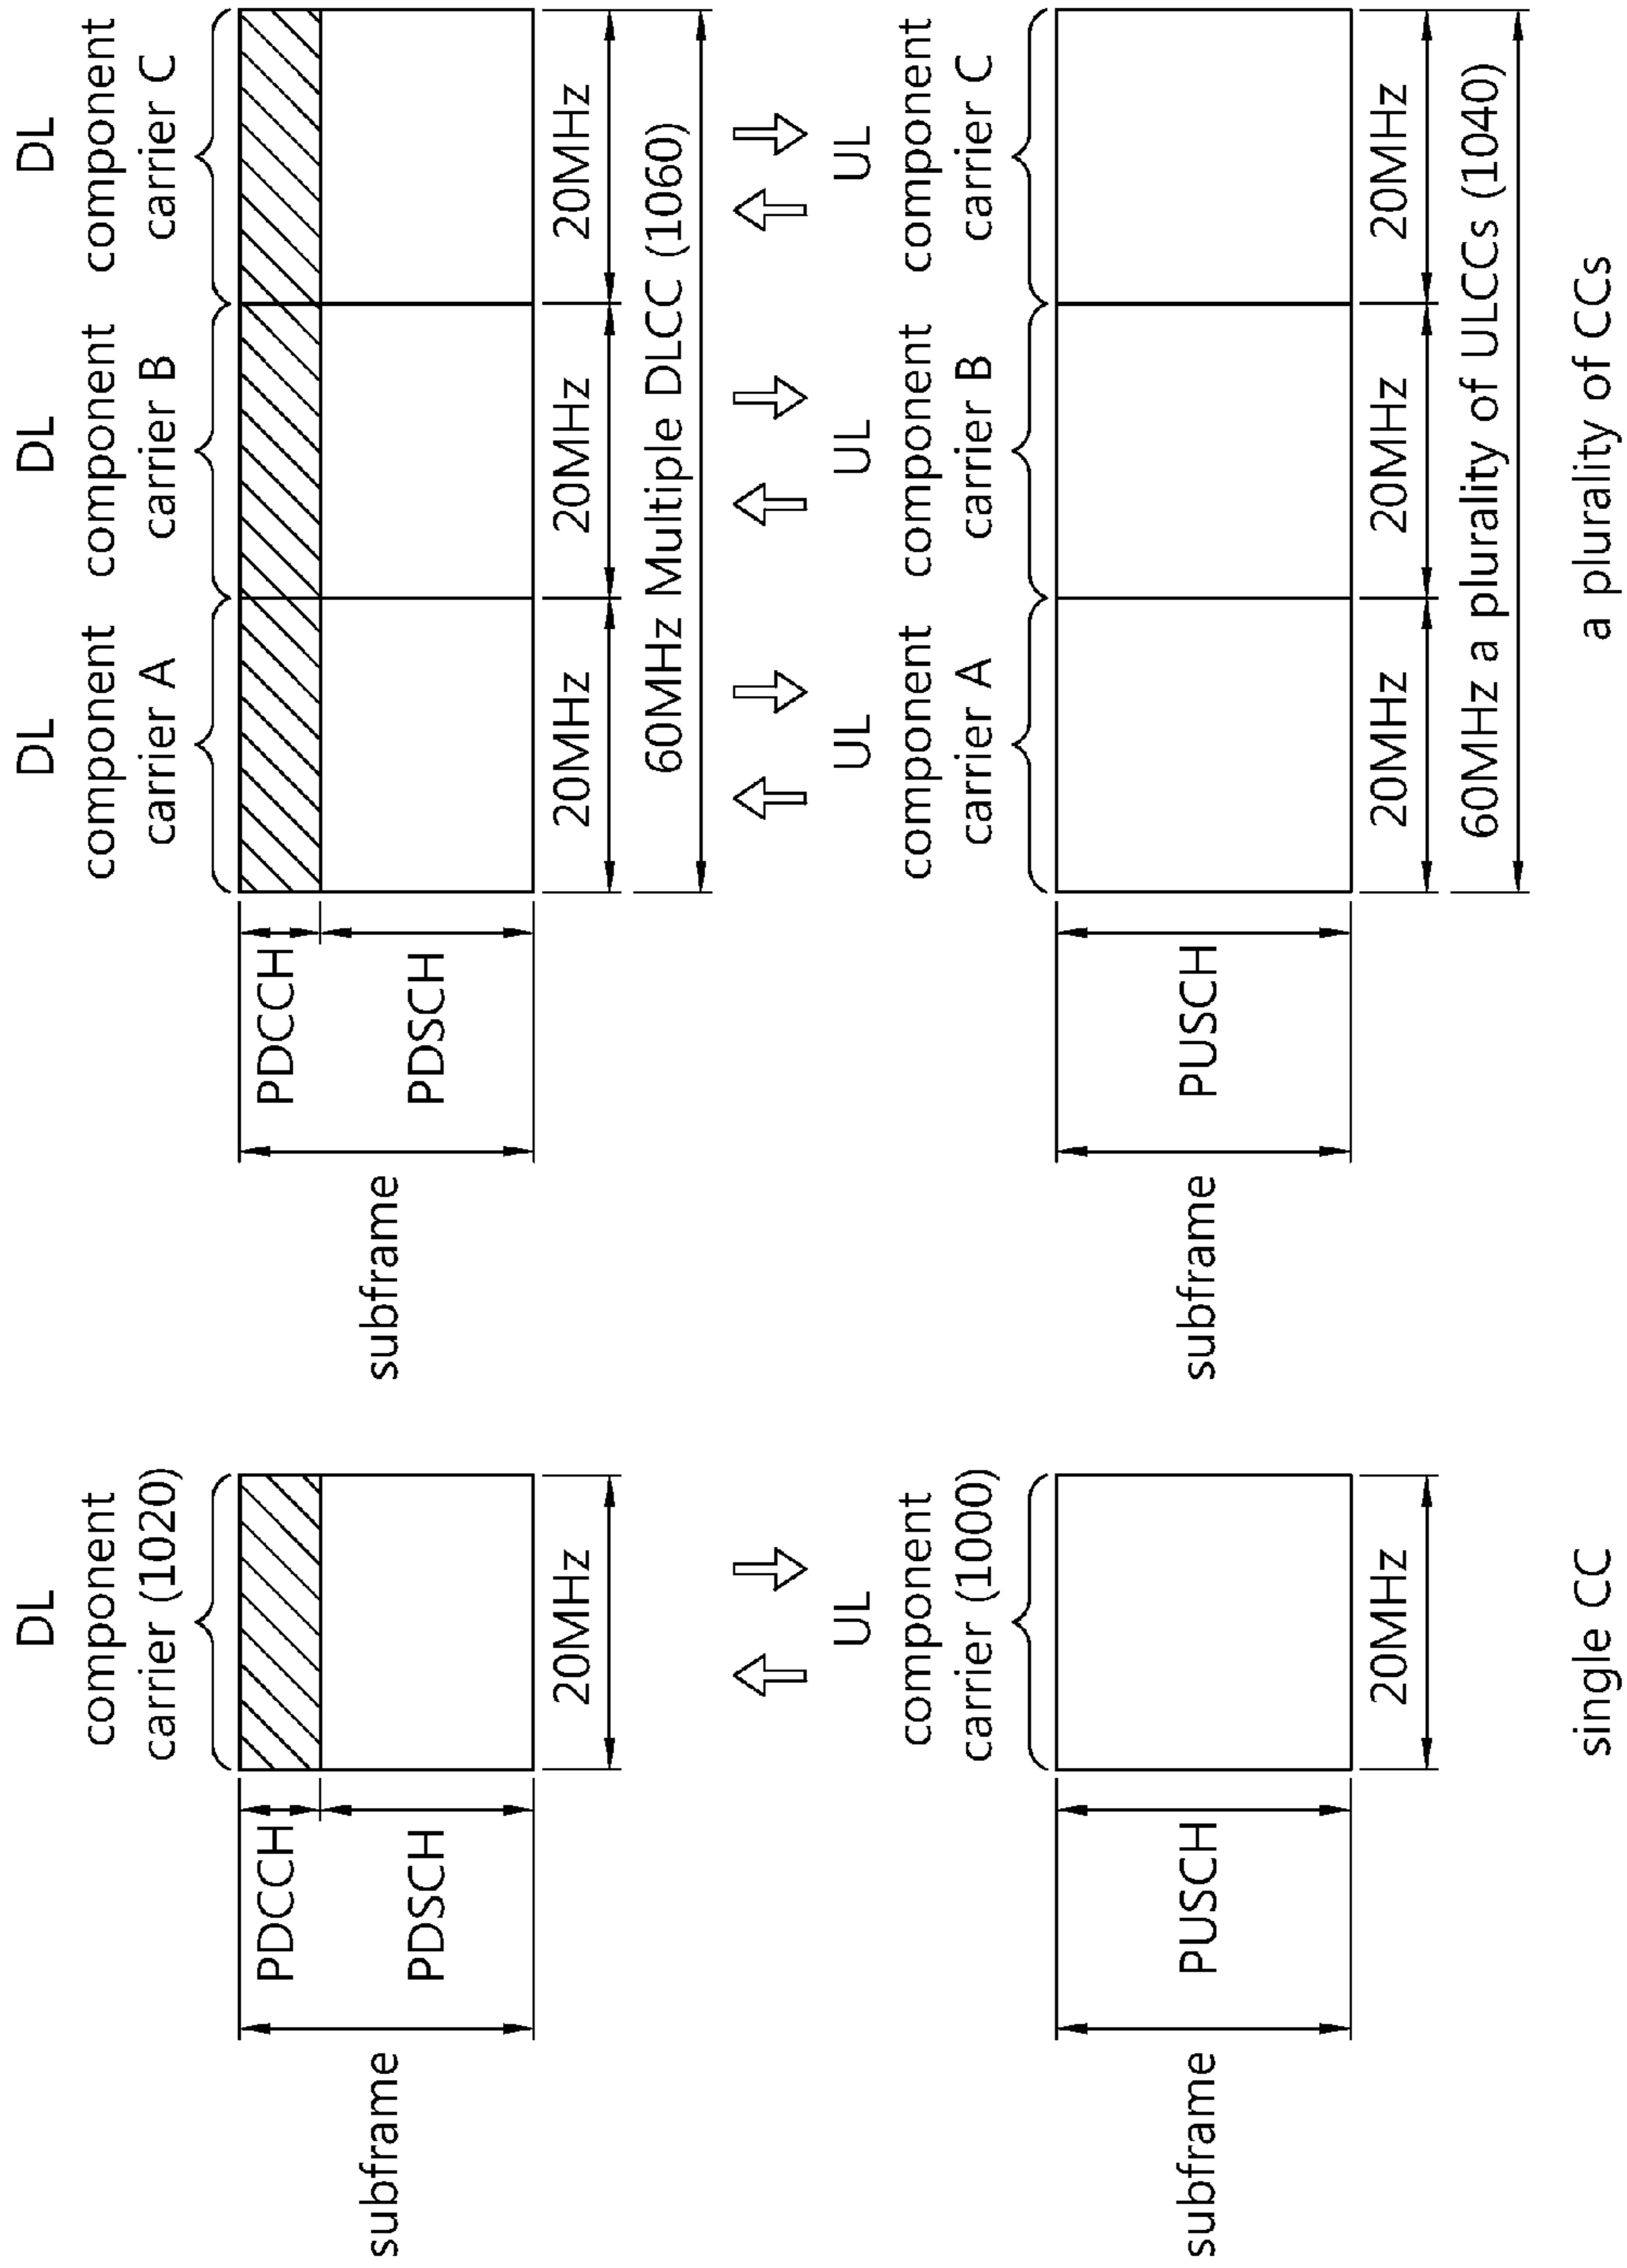 DL
component
carrier (1020)
PDCCH
PDSCH
subframe
20MHz
UL
component
carrier (1000)
PUSCH
subframe
20MHz
single CC
DL
component
carrier A
DL
component
carrier B
DL
component
carrier C
PDCCH
PDSCH
subframe
20MHz
20MHz
20MHz
60MHz Multiple DLCC (1060)
UL
component
carrier A
UL
component
carrier B
UL
component
carrier C
PUSCH
subframe
20MHz
20MHz
20MHz
60MHz a plurality of ULCCs (1040)
a plurality of CCs